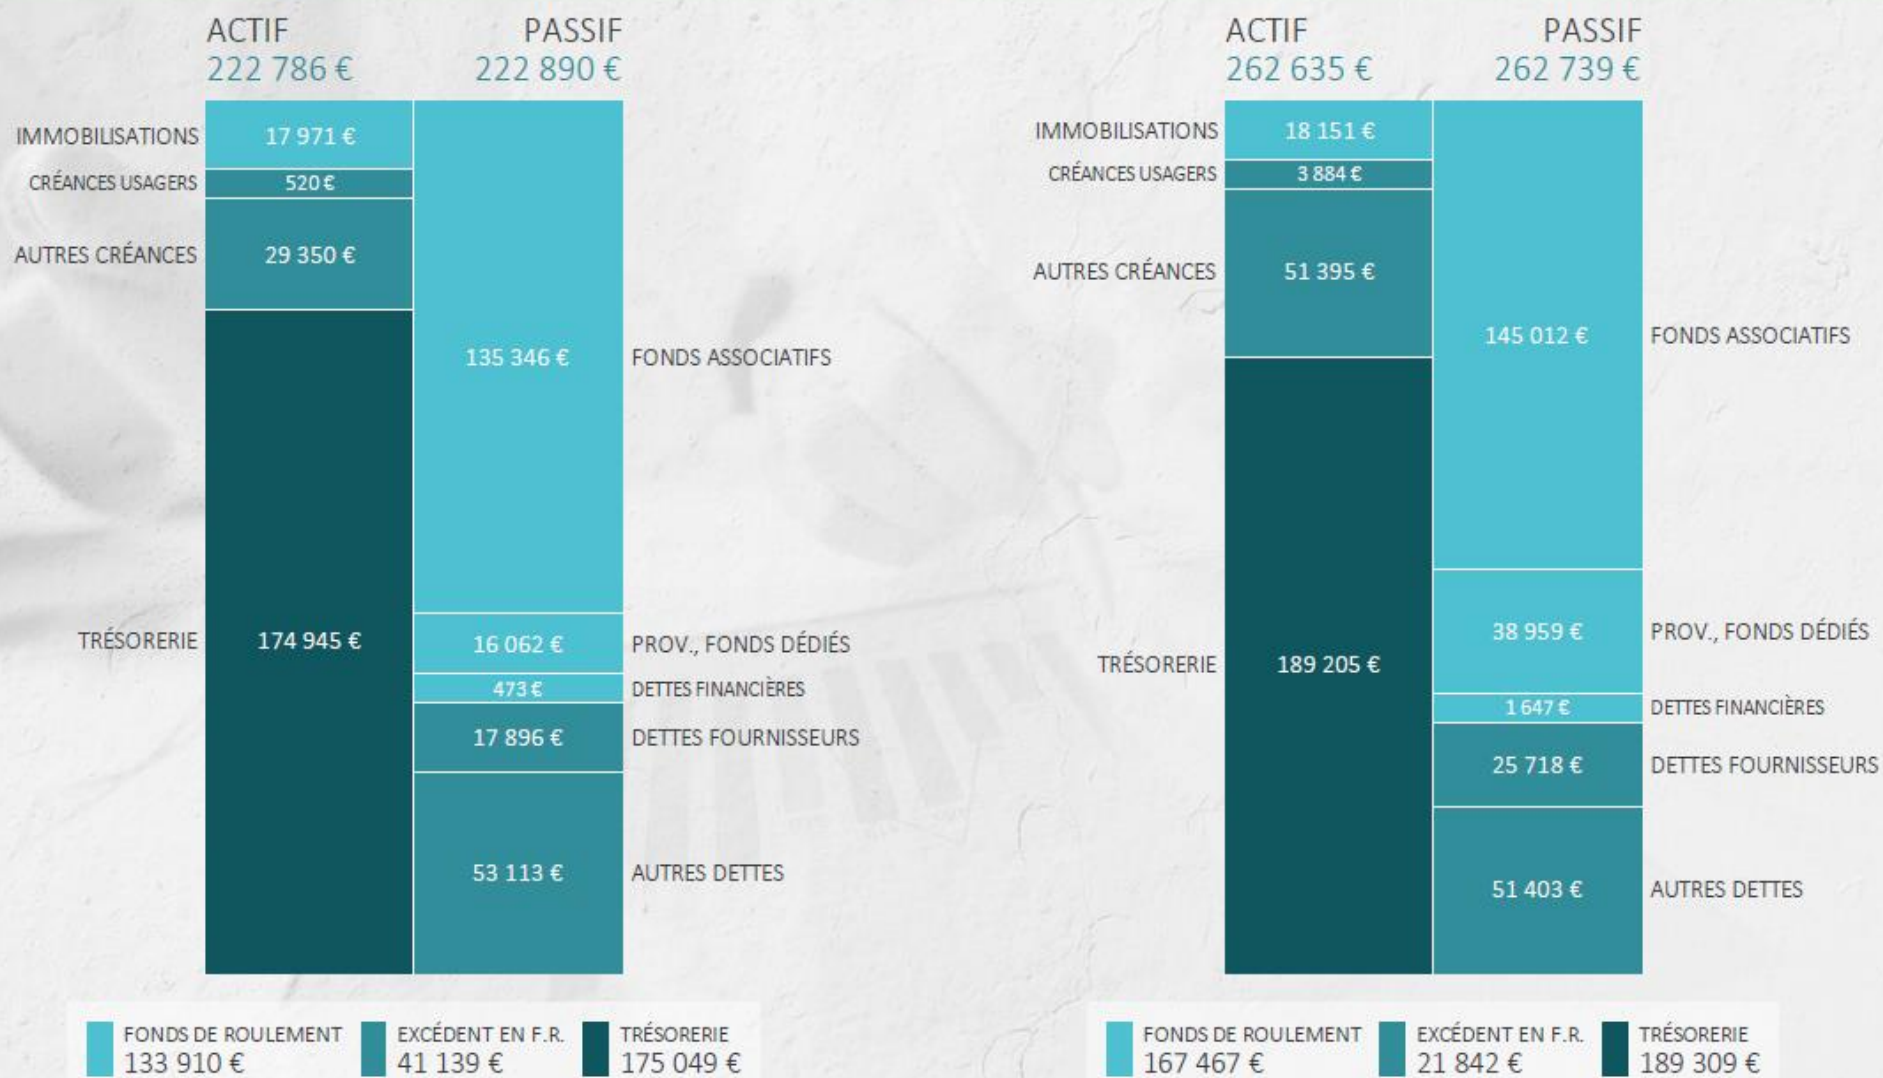 ACTIF
222 786 €
PASSIF
222 890 €
IMMOBILISATIONS
17 971 €
CRÉANCES USAGERS
520 €
AUTRES CRÉANCES
29 350 €
TRÉSORERIE
174 945 €
135 346 €
FONDS ASSOCIATIFS
16 062 €
PROV., FONDS DÉDIÉS
473 €
DETTES FINANCIÈRES
17 896 €
DETTES FOURNISSEURS
53 113 €
AUTRES DETTES
FONDS DE ROULEMENT
133 910 €
EXCÉDENT EN F.R.
41 139 €
TRÉSORERIE
175 049 €
ACTIF
262 635 €
PASSIF
262 739 €
IMMOBILISATIONS
18 151 €
CRÉANCES USAGERS
3 884 €
AUTRES CRÉANCES
51 395 €
TRÉSORERIE
189 205 €
145 012 €
FONDS ASSOCIATIFS
38 959 €
PROV., FONDS DÉDIÉS
1 647 €
DETTES FINANCIÈRES
25 718 €
DETTES FOURNISSEURS
51 403 €
AUTRES DETTES
FONDS DE ROULEMENT
167 467 €
EXCÉDENT EN F.R.
21 842 €
TRÉSORERIE
189 309 €